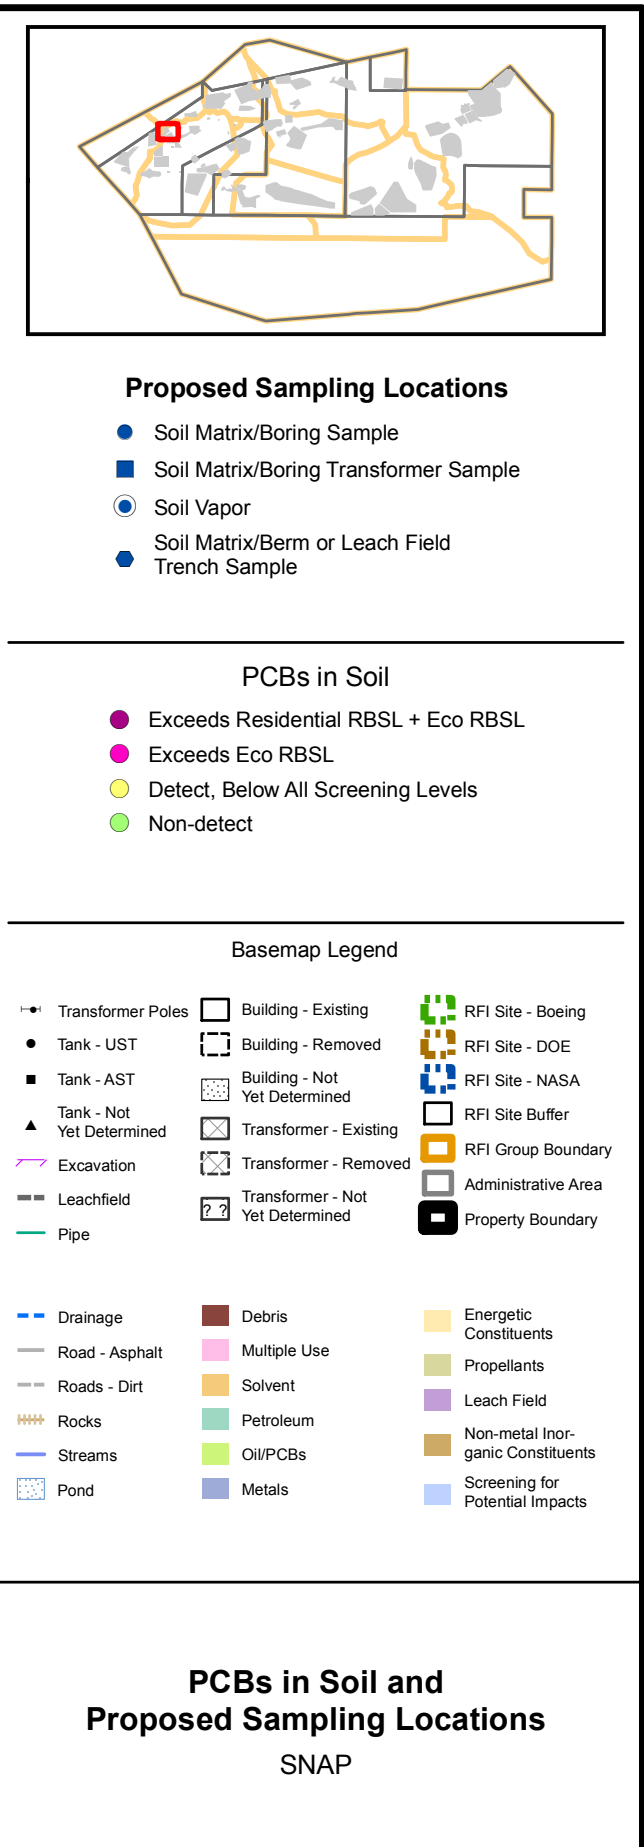 Proposed Sampling Locations
Soil Matrix/Boring Sample
Soil Matrix/Boring Transformer Sample
Soil Vapor
Soil Matrix/Berm or Leach Field
Trench Sample
PCBs in Soil
Exceeds Residential RBSL + Eco RBSL
Exceeds Eco RBSL
Detect, Below All Screening Levels
Non-detect
Basemap Legend
Transformer Poles
Tank - UST
Tank - AST
Tank - Not
Yet Determined
Excavation
Leachfield
Pipe
Building - Existing
Building - Removed
Building - Not
Yet Determined
Transformer - Existing
Transformer - Removed
? ?
Transformer - Not
Yet Determined
RFI Site - Boeing
RFI Site - DOE
RFI Site - NASA
RFI Site Buffer
RFI Group Boundary
Administrative Area
Property Boundary
Drainage
Road - Asphalt
Roads - Dirt
Rocks
Streams
Pond
Debris
Multiple Use
Solvent
Petroleum
Oil/PCBs
Metals
Energetic
Constituents
Propellants
Leach Field
Non-metal Inor-
ganic Constituents
Screening for
Potential Impacts
PCBs in Soil and
Proposed Sampling Locations
SNAP